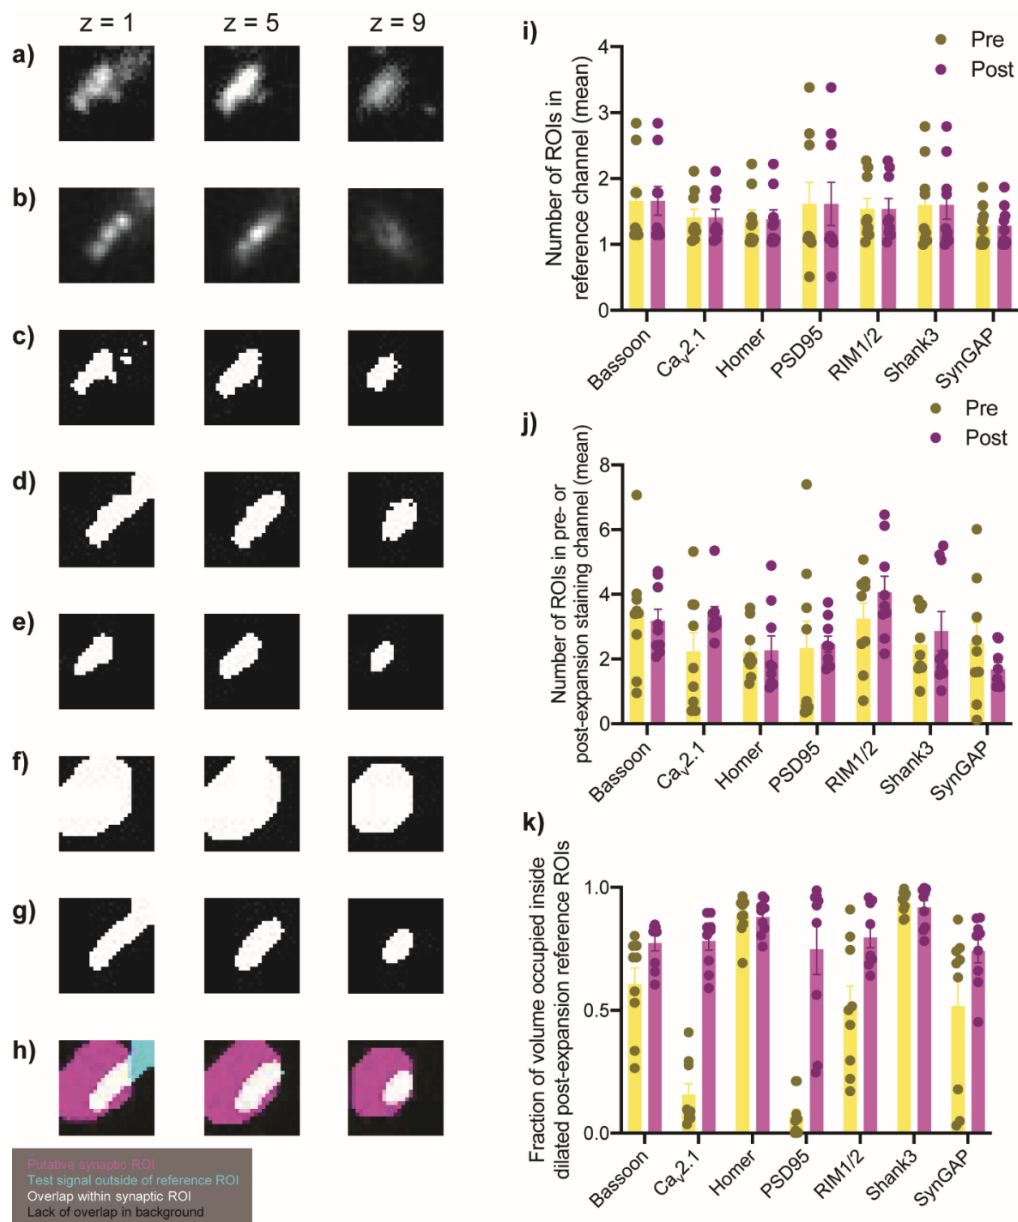 z = 1
z = 5
z = 9
a)
b)
c)
d)
e)
f)
g)
h)
Putative synaptic ROI
Test signal outside of reference ROI
Overlap within synaptic ROI
Lack of overlap in background
i)
Pre
Post
Number of ROIs in
reference channel (mean)
4
3
2
1
0
Bassoon
CaV2.1
Homer
PSD95
RIM1/2
Shank3
SynGAP
j)
Pre
Post
Number of ROIs in pre- or
post-expansion staining channel (mean)
8
6
4
2
0
Bassoon
CaV2.1
Homer
PSD95
RIM1/2
Shank3
SynGAP
k)
Fraction of volume occupied inside
dilated post-expansion reference ROIs
1.0
0.5
0.0
Bassoon
CaV2.1
Homer
PSD95
RIM1/2
Shank3
SynGAP